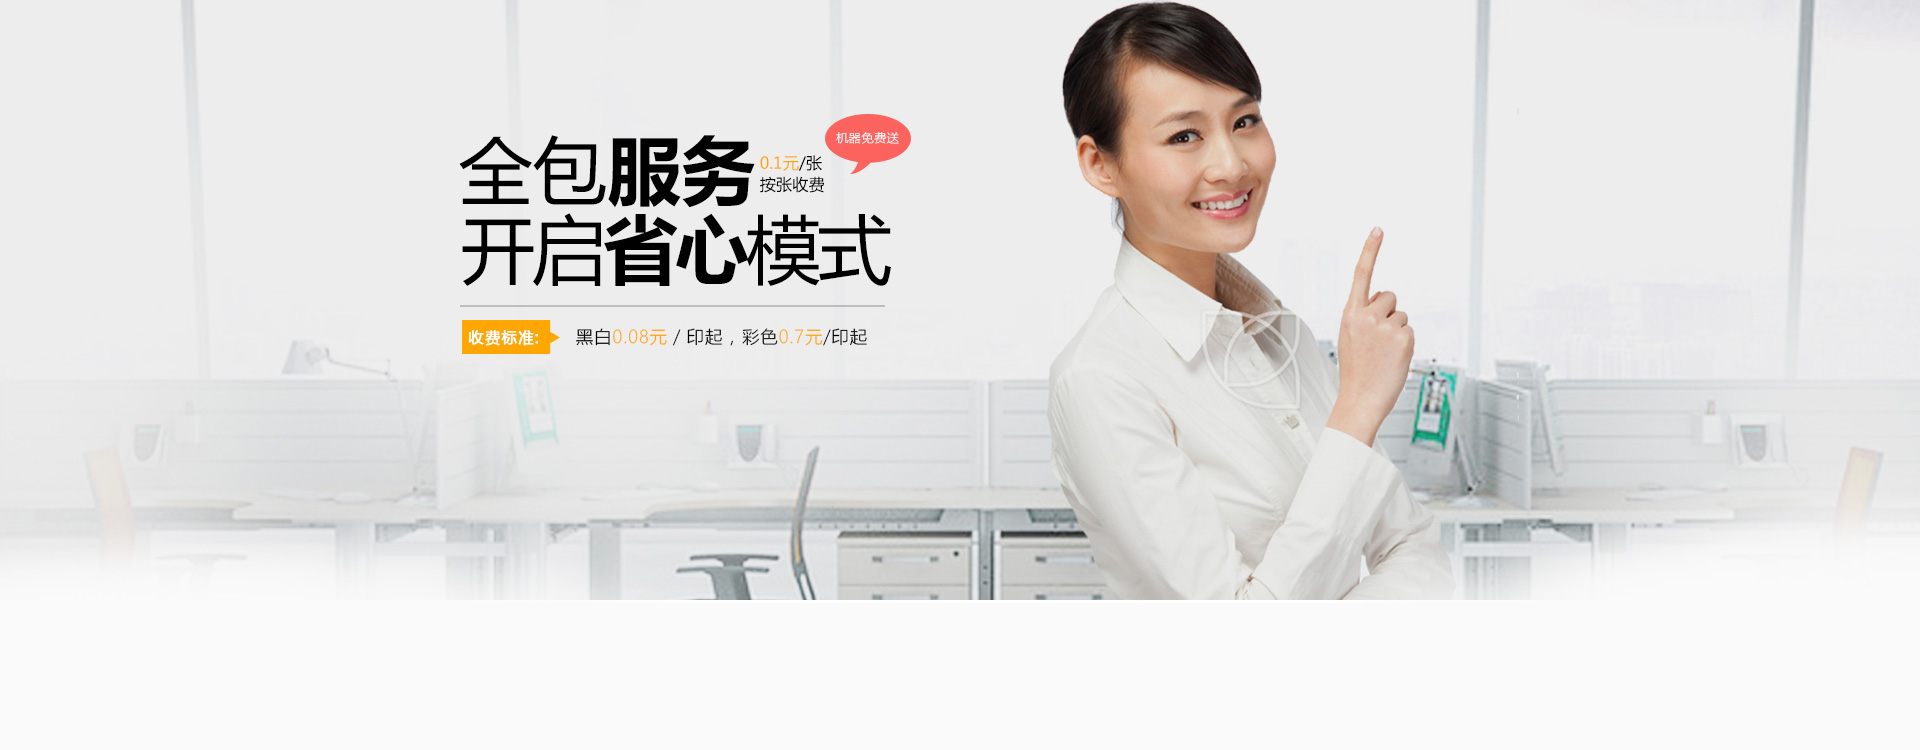 机器免费送
全包服务
0.1元/张
按张收费
开启省心模式
收费标准:
黑白0.08元 / 印起，彩色0.7元/印起